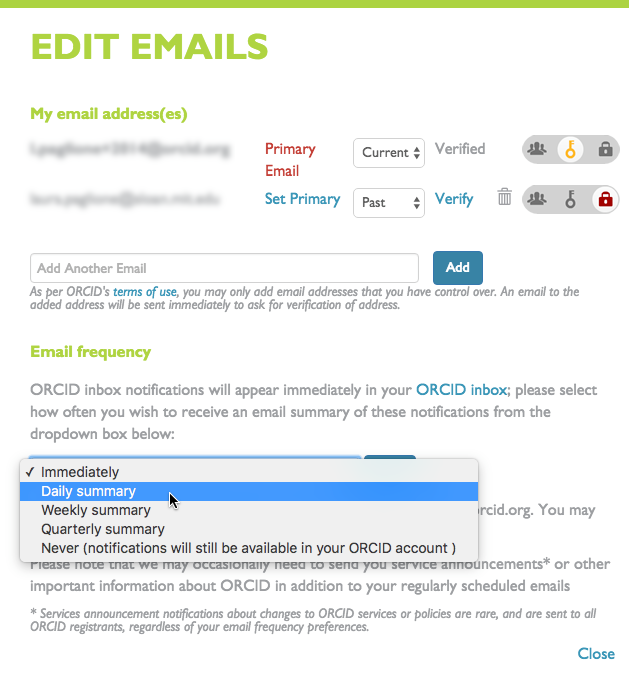 EDIT EMAILS
My email address(es)
Primary Email
Current
Verified
Set Primary
Past
Verify
Add Another Email
Add
As per ORCID's terms of use, you may only add email addresses that you have control over. An email to the
added address will be sent immediately to ask for verification of address.
Email frequency
ORCID inbox notifications will appear immediately in your ORCID inbox; please select
how often you wish to receive an email summary of these notifications from the
dropdown box below:
✓ Immediately
Daily summary
Weekly summary
orcid.org. You may
Quarterly summary
Never (notifications will still be available in your ORCID account )
Please note that we may occasionally need to send you service announcements* or other
important information about ORCID in addition to your regularly scheduled emails
* Services announcement notifications about changes to ORCID services or policies are rare, and are sent to all
ORCID registrants, regardless of your email frequency preferences.
Close